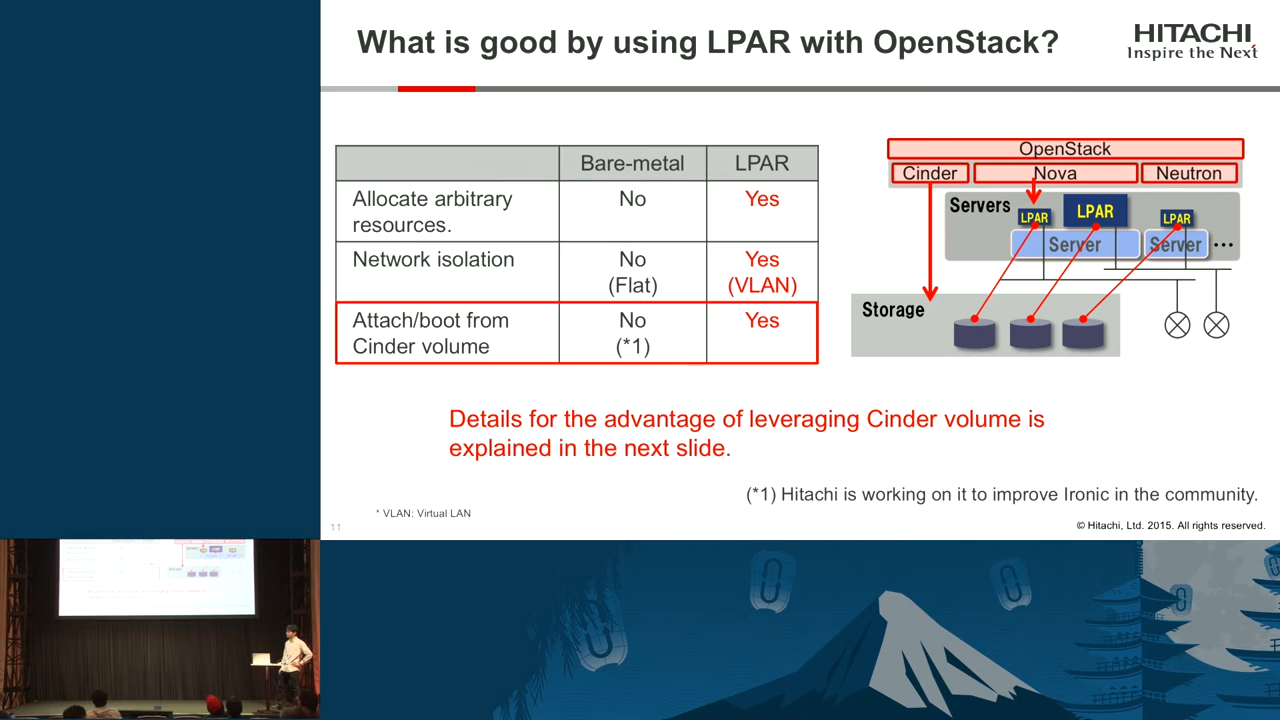 What is good by using LPAR with OpenStack?
HITACHI
Inspire the Next
Bare-metal
LPAR
Allocate arbitrary
resources.
No
Yes
Network isolation
No
(Flat)
Yes
(VLAN)
Attach/boot from
Cinder volume
No
(*1)
Yes
OpenStack
Cinder
Nova
Neutron
Servers
LPAR
LPAR
LPAR
Server
Server
...
Storage
Details for the advantage of leveraging Cinder volume is
explained in the next slide.
(*1) Hitachi is working on it to improve Ironic in the community.
* VLAN: Virtual LAN
11
© Hitachi, Ltd. 2015. All rights reserved.